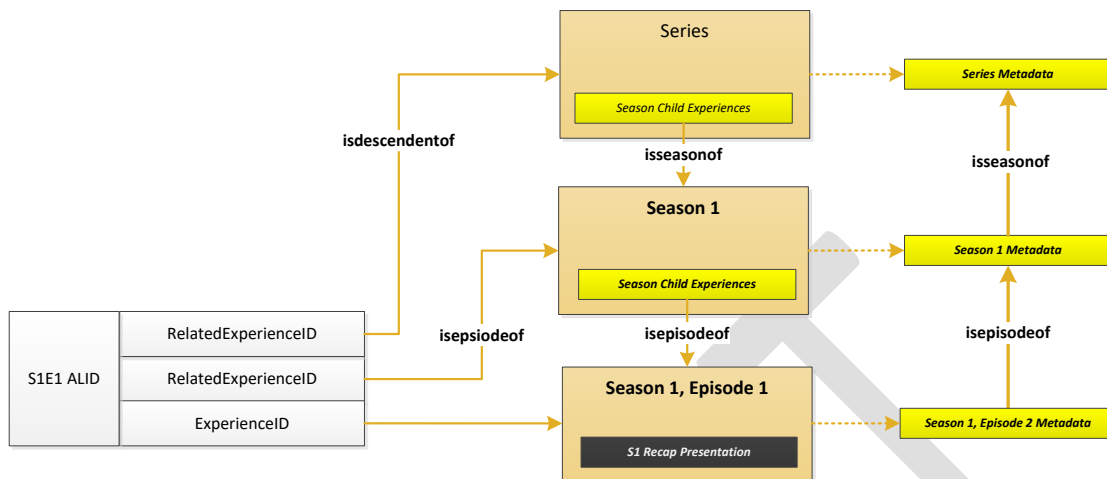 Series
Series Metadata
Season Child Experiences
isdescendentof
isseasonof
isseasonof
Season 1
Season 1 Metadata
Season Child Experiences
RelatedExperienceID
isepsiodeof
isepisodeof
isepisodeof
S1E1 ALID
RelatedExperienceID
Season 1, Episode 1
ExperienceID
Season 1, Episode 2 Metadata
S1 Recap Presentation